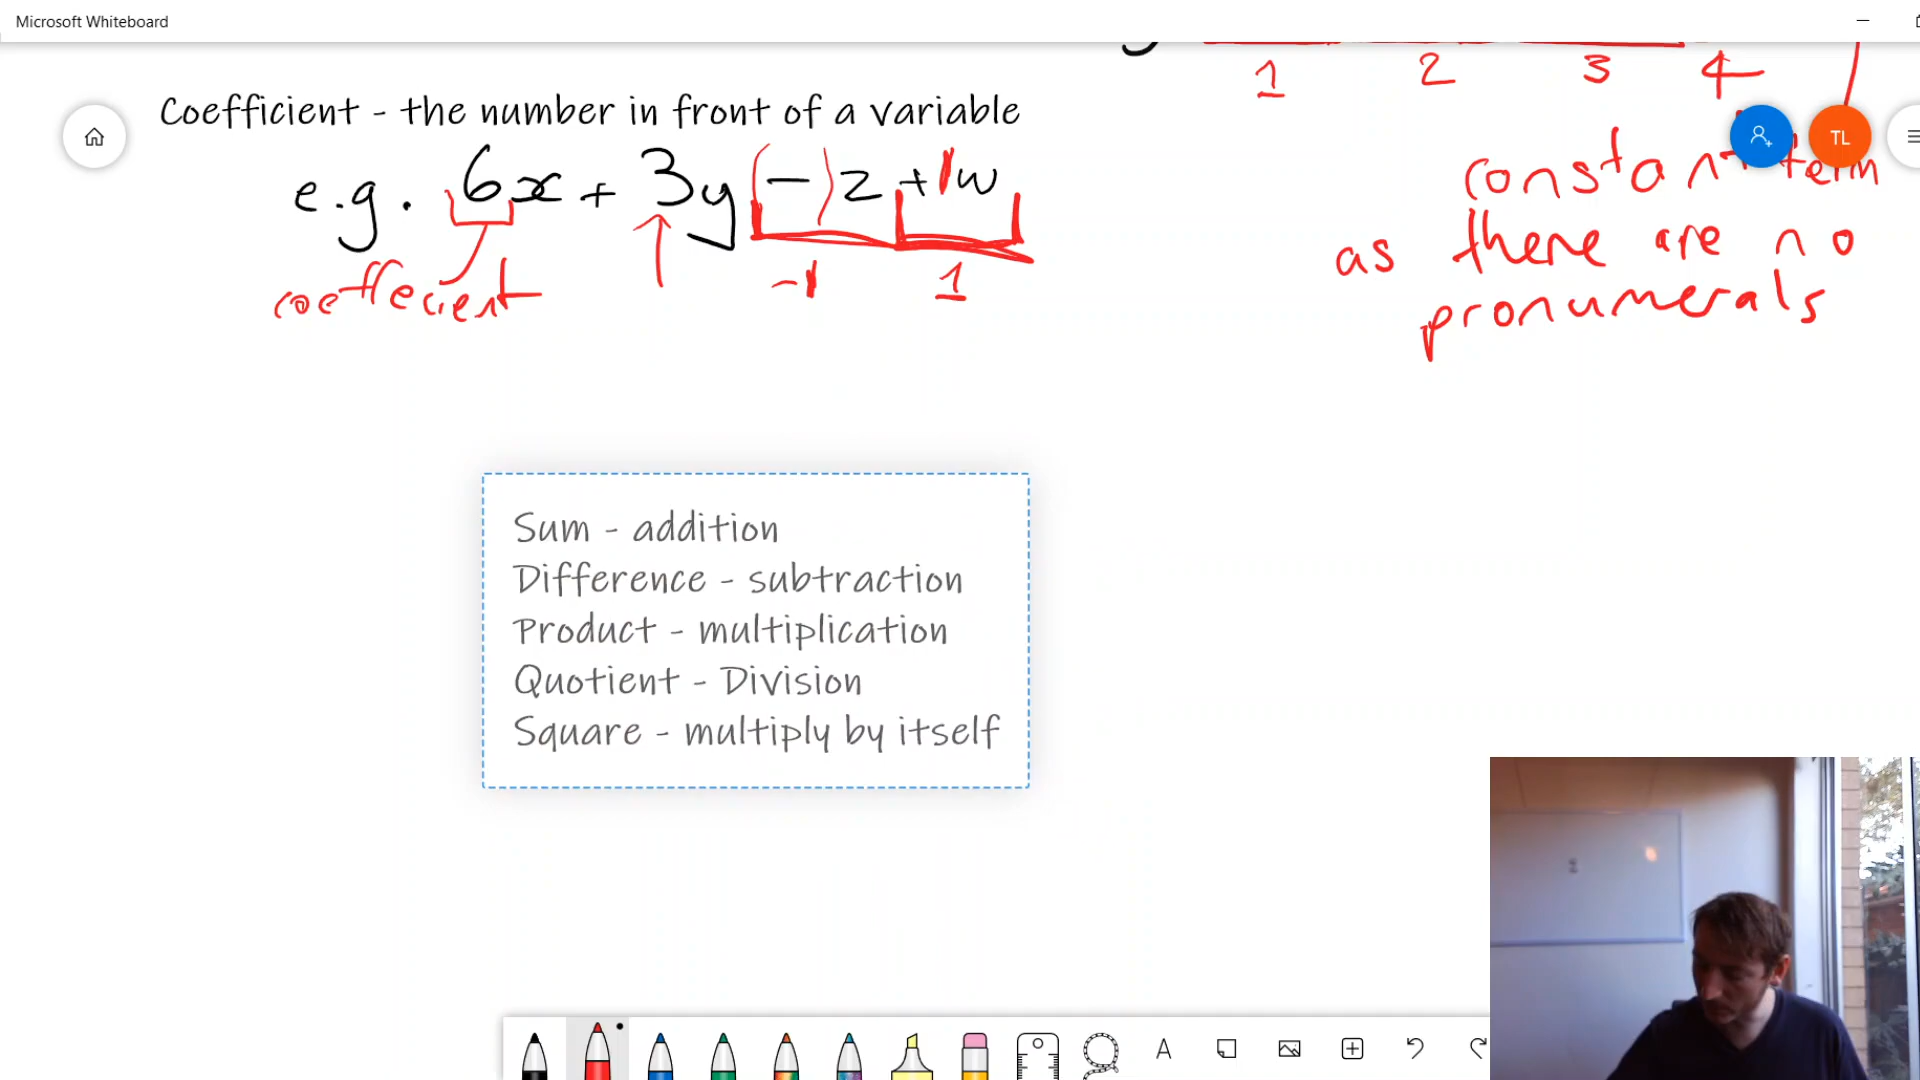 Microsoft Whiteboard
1 2 3 4
Coefficient - the number in front of a variable
e.g. 6x + 3y (-) z + 1w
coeffecient
-1 1
TL
constant term
as there are no
pronumerals
Sum - addition
Difference - subtraction
Product - multiplication
Quotient - Division
Square - multiply by itself
A